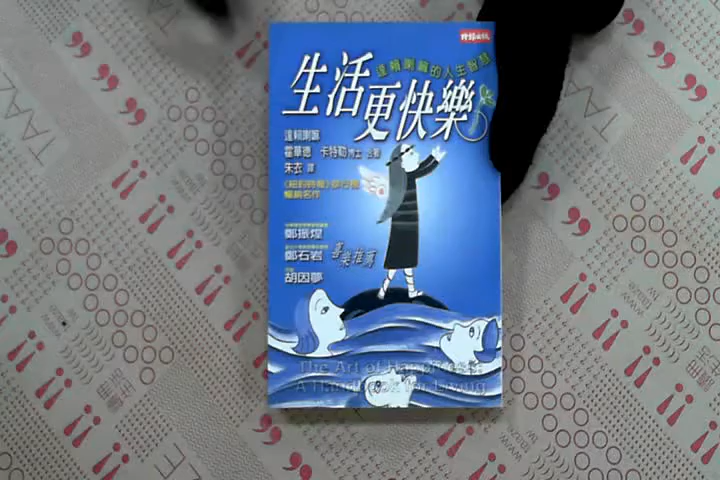 時報出版
達賴喇嘛的人生智慧
生活更快樂
達賴喇嘛
霍華德 卡特勒 博士 合著
朱衣 譯
《紐約時報》排行榜
暢銷名作
鄭振煌
鄭石岩
胡因夢
喜樂推薦
The Art of Happiness:
A Handbook for Living
TAAZE